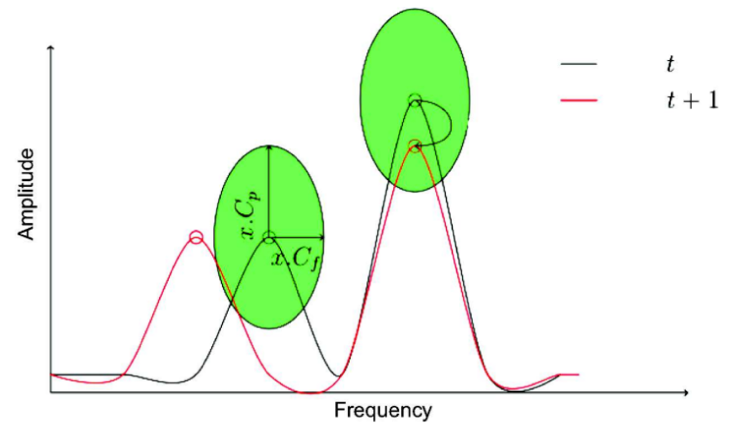 t
t + 1
Amplitude
x.C_p
x.C_f
Frequency